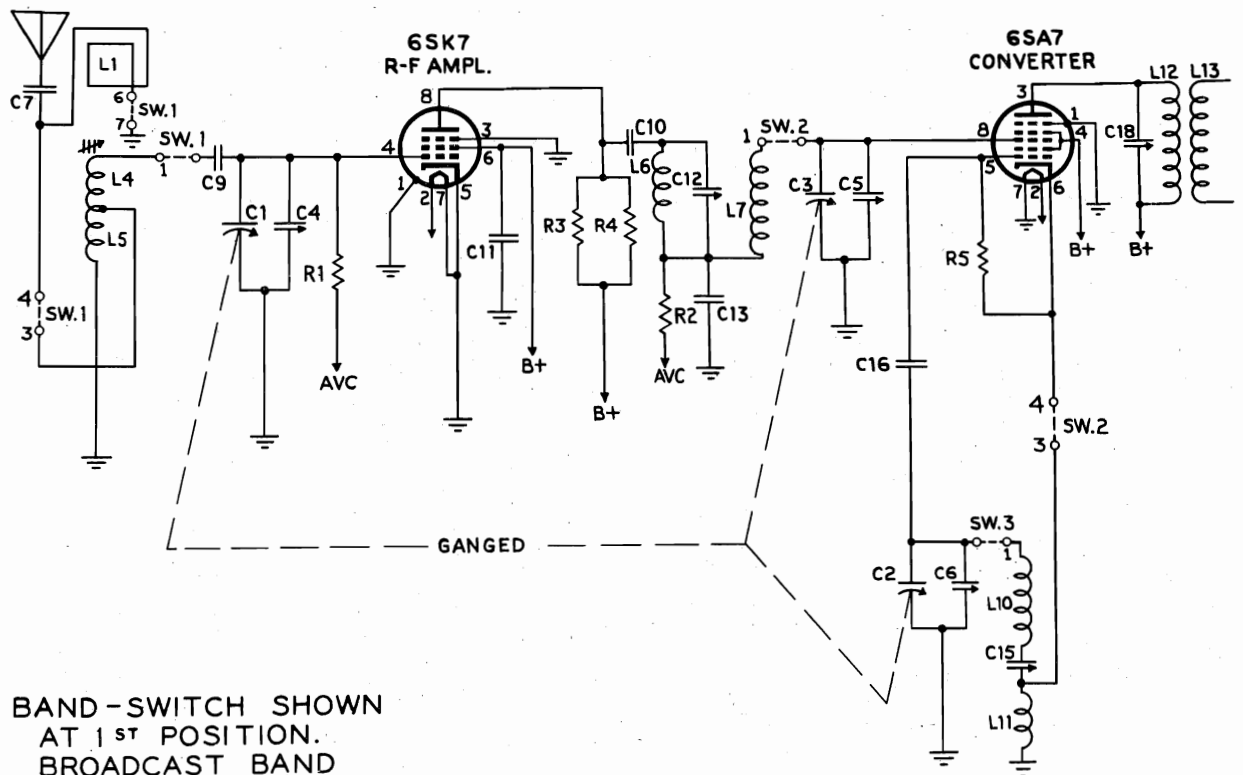 6SK7
R-F AMPL.
6SA7
CONVERTER
L1
C7
6
SW.1
7
SW.1
1
C9
L4
L5
C1
C4
R1
AVC
4
SW.1
3
8
4
3
6
1
2
7
5
C11
B+
R3
R4
B+
C10
L6
C12
R2
C13
AVC
1
SW.2
L7
C3
C5
8
5
3
1
4
7
2
6
R5
B+
C18
L12
L13
B+
C16
4
SW.2
3
GANGED
C2
C6
SW.3
1
L10
C15
L11
BAND-SWITCH SHOWN
AT 1ST POSITION.
BROADCAST BAND